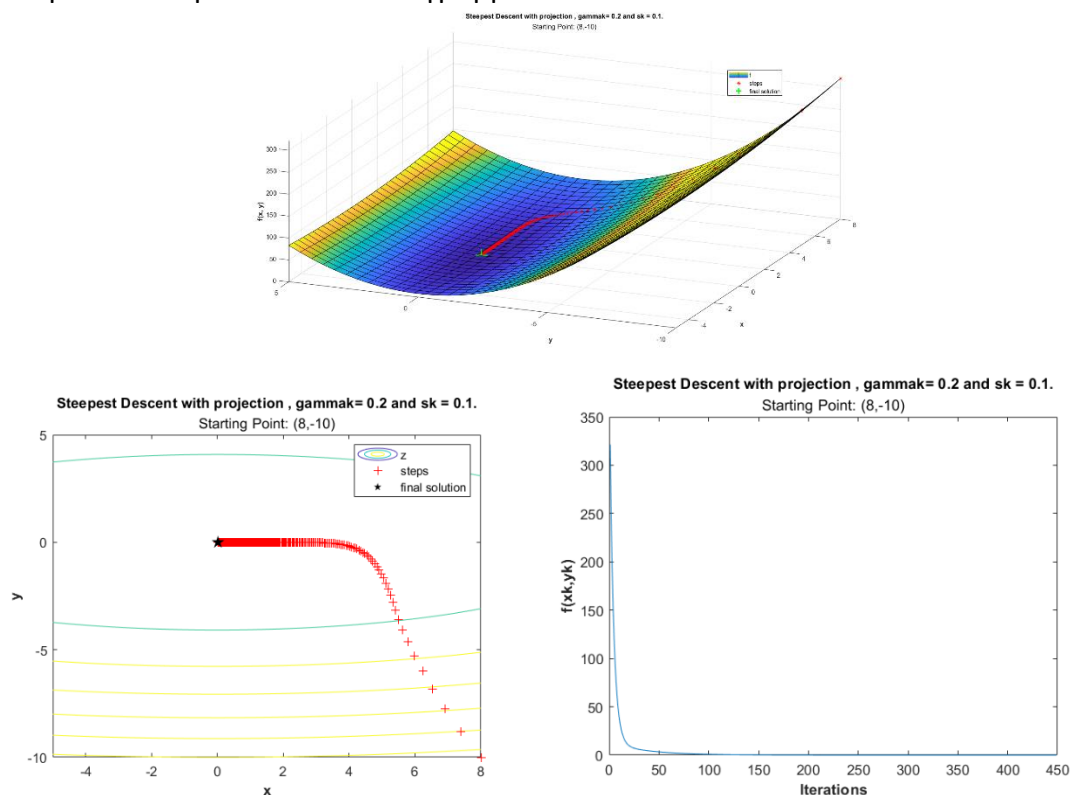 Steepest Descent with projection , gammak= 0.2 and sk = 0.1.
Starting Point: (8,-10)
f
steps
final solution
300
250
200
150
100
50
0
f(x, y)
5
0
-5
-10
y
8
6
4
2
0
-2
-4
x
Steepest Descent with projection , gammak= 0.2 and sk = 0.1.
Starting Point: (8,-10)
z
steps
final solution
5
0
-5
-10
y
-4 -2 0 2 4 6 8
x
Steepest Descent with projection , gammak= 0.2 and sk = 0.1.
Starting Point: (8,-10)
350
300
250
200
150
100
50
0
f(xk,yk)
0 50 100 150 200 250 300 350 400 450
Iterations